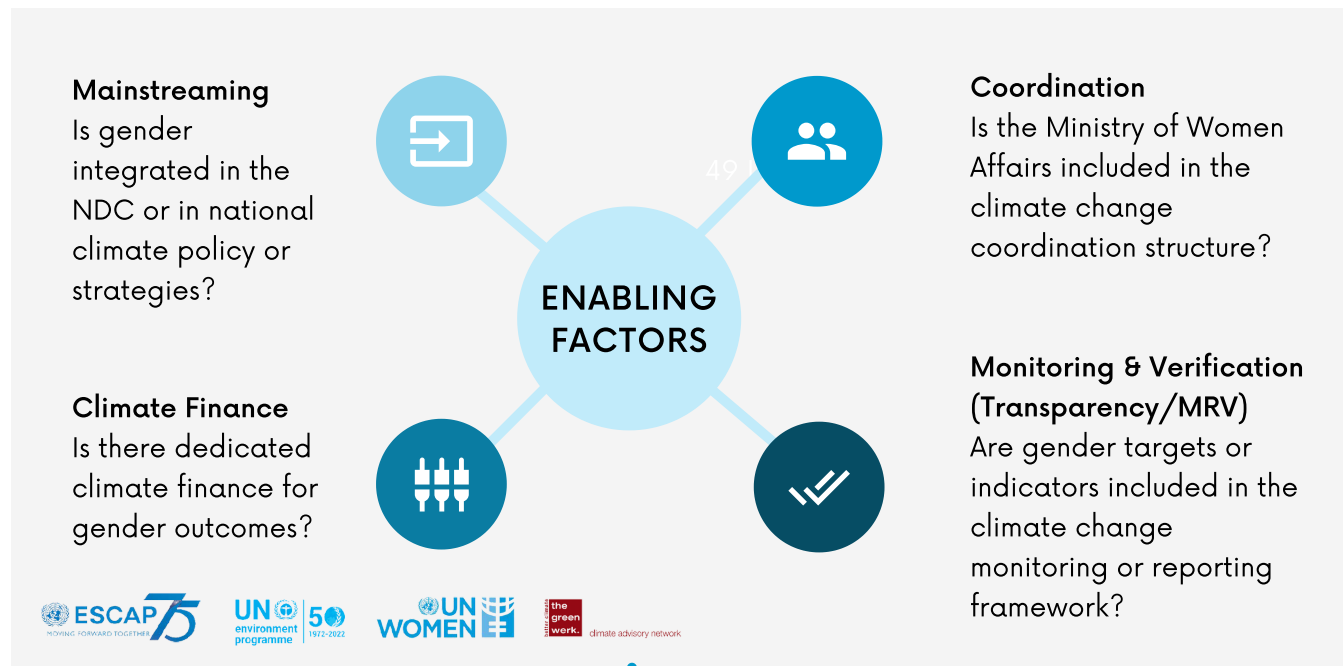 Mainstreaming
Is gender
integrated in the
NDC or in national
climate policy or
strategies?
Coordination
Is the Ministry of Women
Affairs included in the
climate change
coordination structure?
49
ENABLING
FACTORS
Climate Finance
Is there dedicated
climate finance for
gender outcomes?
Monitoring & Verification
(Transparency/MRV)
Are gender targets or
indicators included in the
climate change
monitoring or reporting
framework?
ESCAP 75
MOVING FORWARD TOGETHER
UN
environment
programme
50
1972-2022
UN
WOMEN
the
green
werk.
climate advisory network